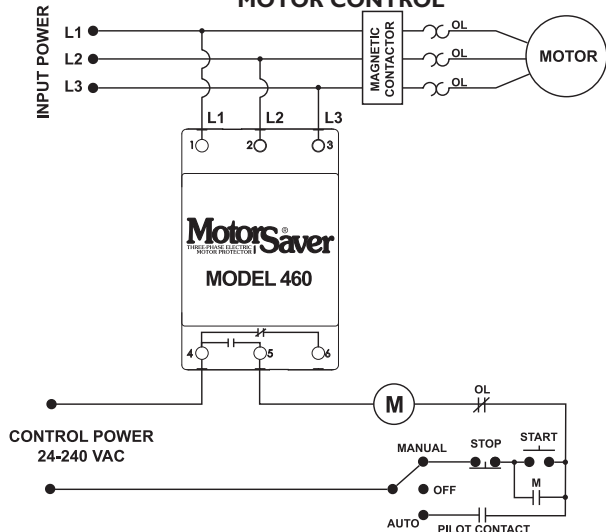 MOTOR CONTROL
INPUT POWER
L1
L2
L3
MAGNETIC
CONTACTOR
OL
OL
OL
MOTOR
L1 L2 L3
1 2 3
MotorSaver®
THREE-PHASE ELECTRIC
MOTOR PROTECTOR
MODEL 460
4 5 6
M
OL
CONTROL POWER
24-240 VAC
MANUAL
STOP
START
OFF
M
AUTO
PILOT CONTACT